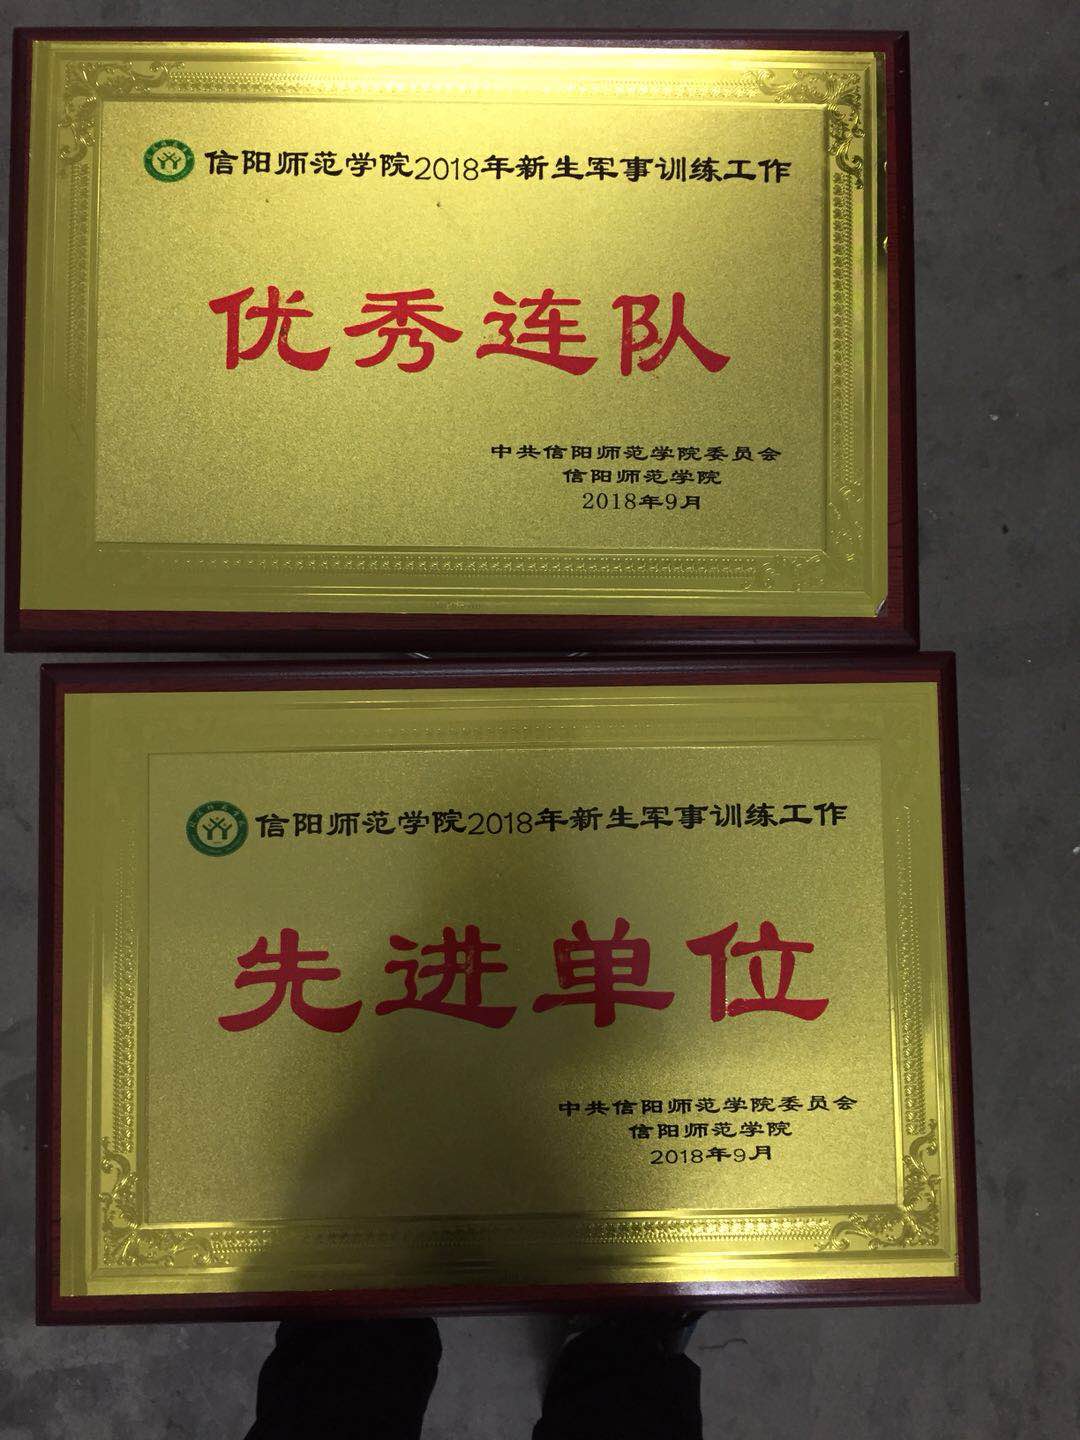 信阳师范学院2018年新生军事训练工作
优秀连队
中共信阳师范学院委员会
信阳师范学院
2018年9月
信阳师范学院2018年新生军事训练工作
先进单位
中共信阳师范学院委员会
信阳师范学院
2018年9月